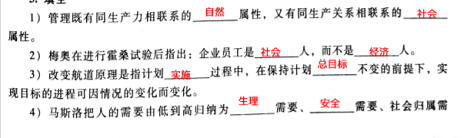 1）管理既有同生产力相联系的 自然 属性，又有同生产关系相联系的 社会
属性。
2）梅奥在进行霍桑试验后指出：企业员工是 社会 人，而不是 经济 人。
3）改变航道原理是指计划 实施 过程中，在保持计划 总目标 不变的前提下，实
现目标的进程可因情况的变化而变化。
4）马斯洛把人的需要由低到高归纳为 生理 需要、 安全 需要、社会归属需